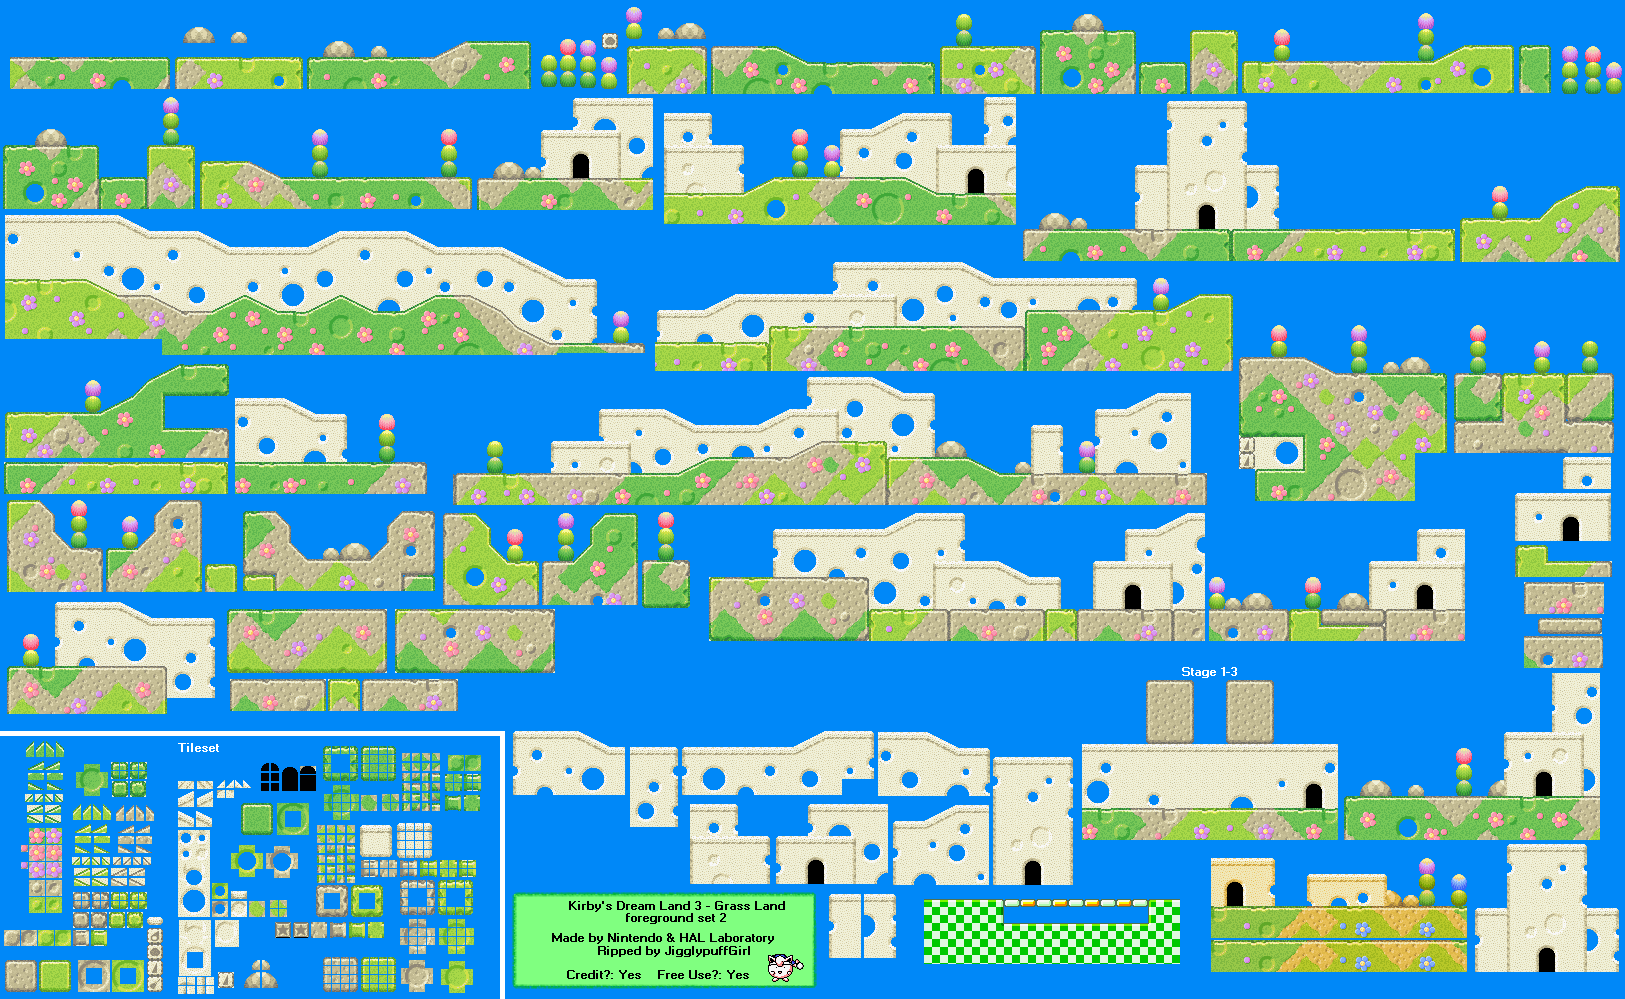 Stage 1-3
Tileset
Kirby's Dream Land 3 - Grass Land
foreground set 2
Made by Nintendo & HAL Laboratory
Ripped by JigglypuffGirl
Credit?: Yes Free Use?: Yes